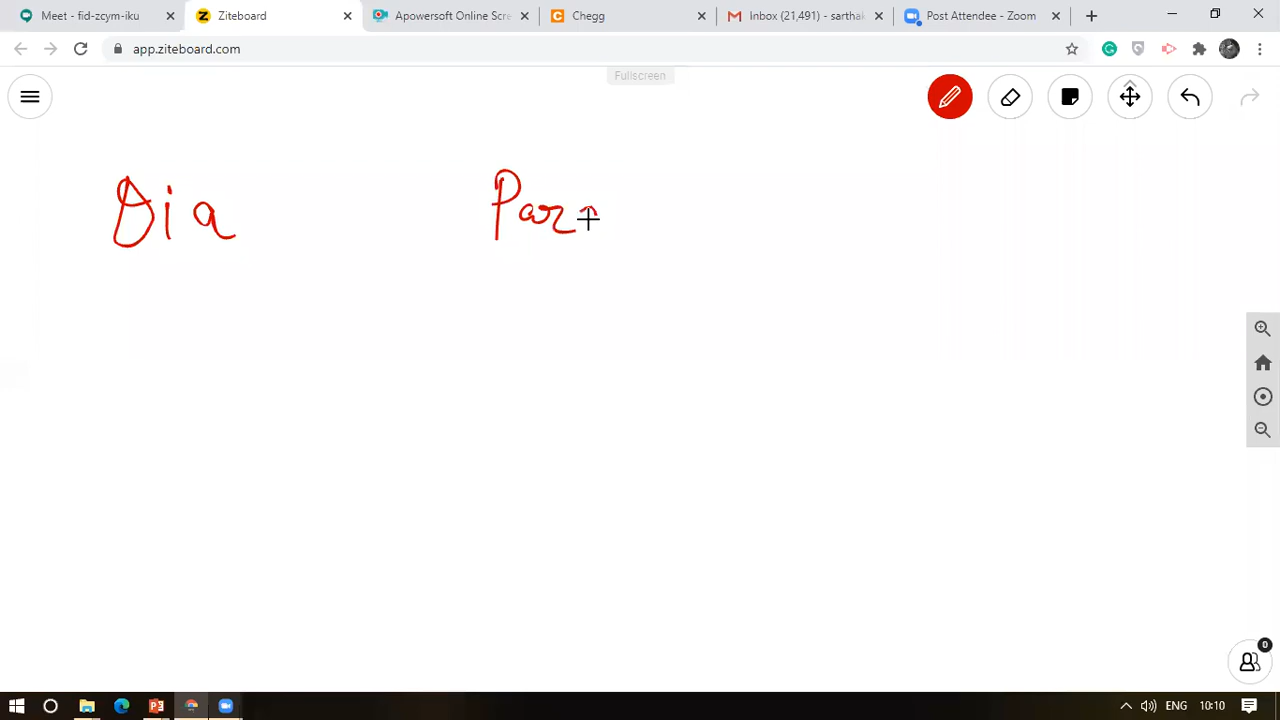 Meet - fid-zcym-iku Ziteboard Apowersoft Online Scre Chegg Inbox (21,491) - sarthak Post Attendee - Zoom
app.ziteboard.com
Fullscreen
Dia Par
0
ENG 10:10